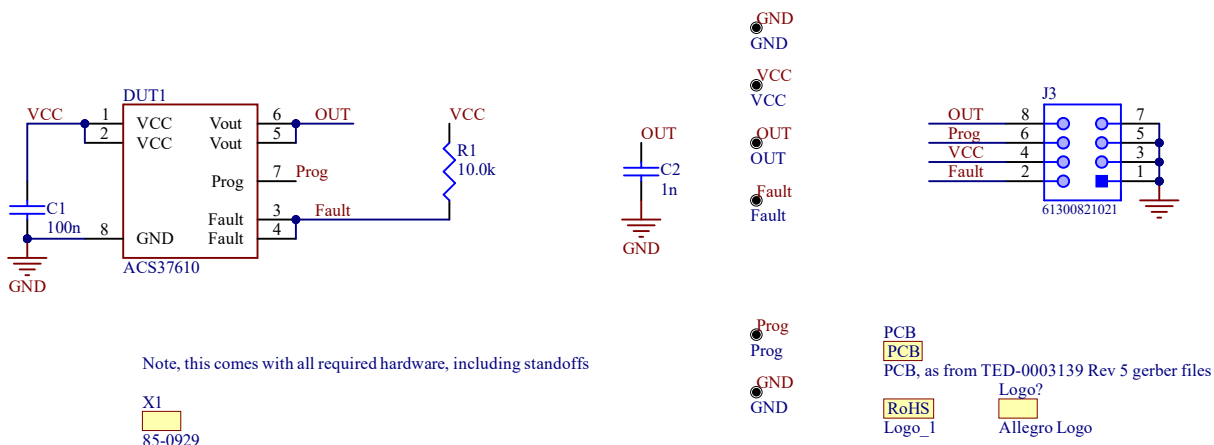 GND
GND
VCC
VCC
OUT
OUT
Fault
Fault
DUT1
VCC
1
VCC
2
VCC
Vout
6
OUT
Vout
5
Prog
7
Prog
Fault
3
Fault
Fault
4
8
GND
ACS37610
C1
100n
GND
VCC
R1
10.0k
OUT
C2
1n
GND
J3
OUT
8
7
Prog
6
5
VCC
4
3
Fault
2
1
61300821021
Prog
Prog
GND
GND
Note, this comes with all required hardware, including standoffs
X1
85-0929
PCB
PCB
PCB, as from TED-0003139 Rev 5 gerber files
RoHS
Logo_1
Logo?
Allegro Logo